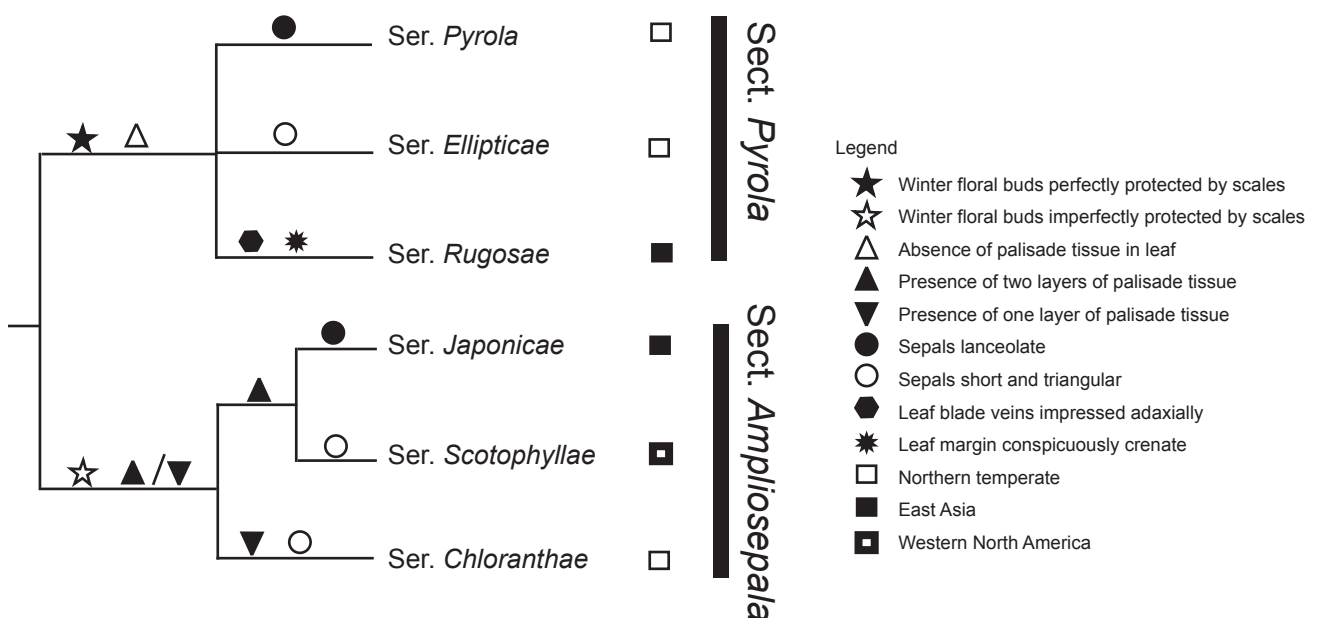 Ser. Pyrola
Ser. Ellipticae
Ser. Rugosae
Ser. Japonicae
Ser. Scotophyllae
Ser. Chloranthae
Sect. Pyrola
Sect. Ampliosepala
Legend
Winter floral buds perfectly protected by scales
Winter floral buds imperfectly protected by scales
Absence of palisade tissue in leaf
Presence of two layers of palisade tissue
Presence of one layer of palisade tissue
Sepals lanceolate
Sepals short and triangular
Leaf blade veins impressed adaxially
Leaf margin conspicuously crenate
Northern temperate
East Asia
Western North America